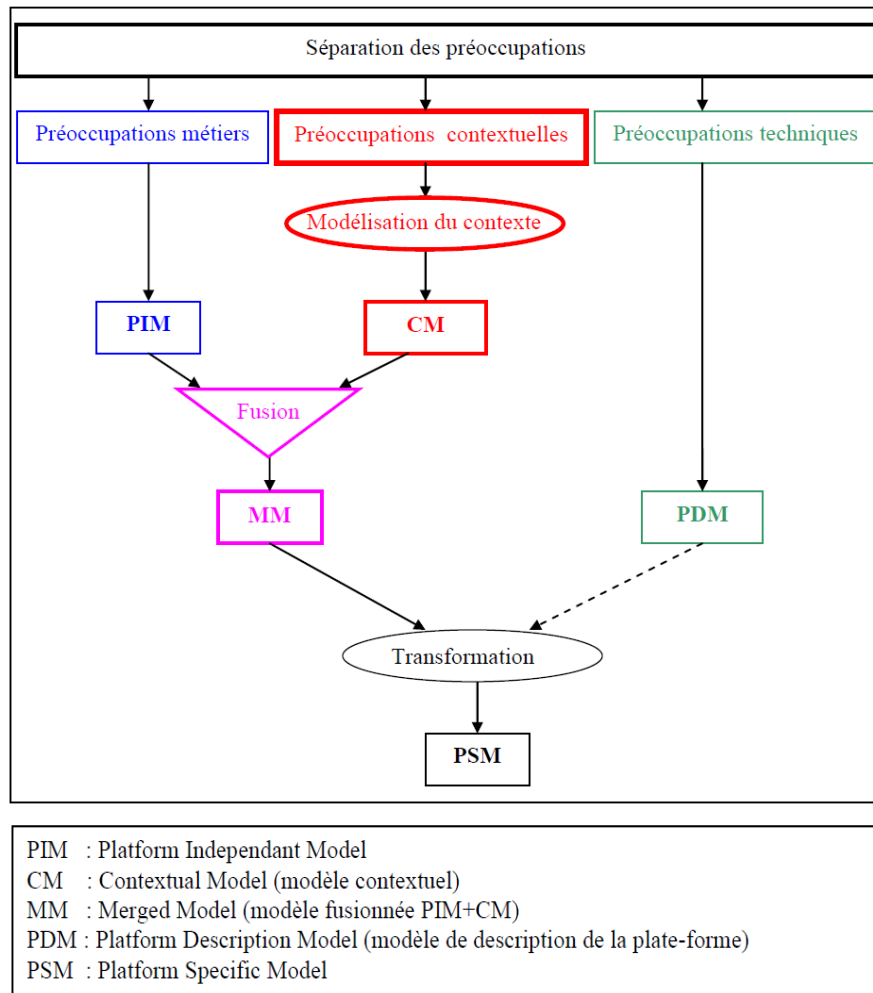 Séparation des préoccupations
Préoccupations métiers
Préoccupations contextuelles
Préoccupations techniques
Modélisation du contexte
PIM
CM
Fusion
MM
PDM
Transformation
PSM
PIM : Platform Independant Model
CM : Contextual Model (modèle contextuel)
MM : Merged Model (modèle fusionnée PIM+CM)
PDM : Platform Description Model (modèle de description de la plate-forme)
PSM : Platform Specific Model